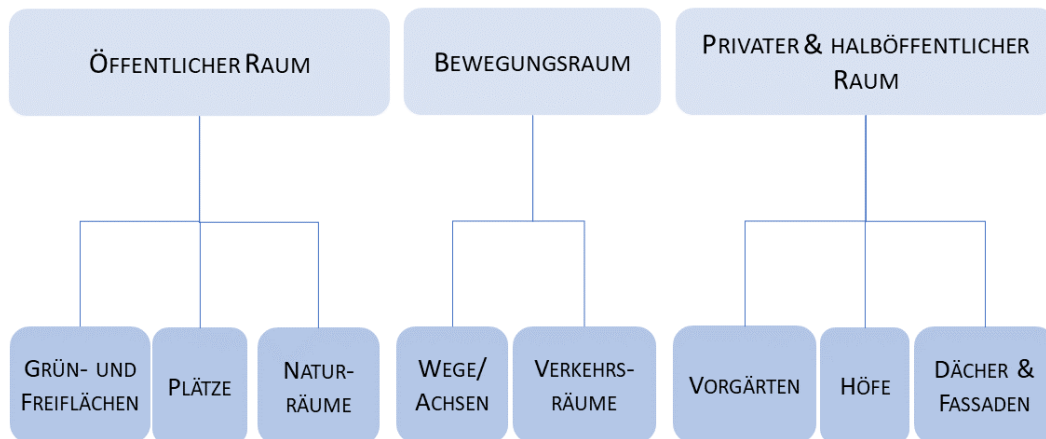 ÖFFENTLICHER RAUM
BEWEGUNGSRAUM
PRIVATER & HALBÖFFENTLICHER
RAUM
GRÜN- UND
FREIFLÄCHEN
PLÄTZE
NATUR-
RÄUME
WEGE/
ACHSEN
VERKEHRS-
RÄUME
VORGÄRTEN
HÖFE
DÄCHER &
FASSADEN